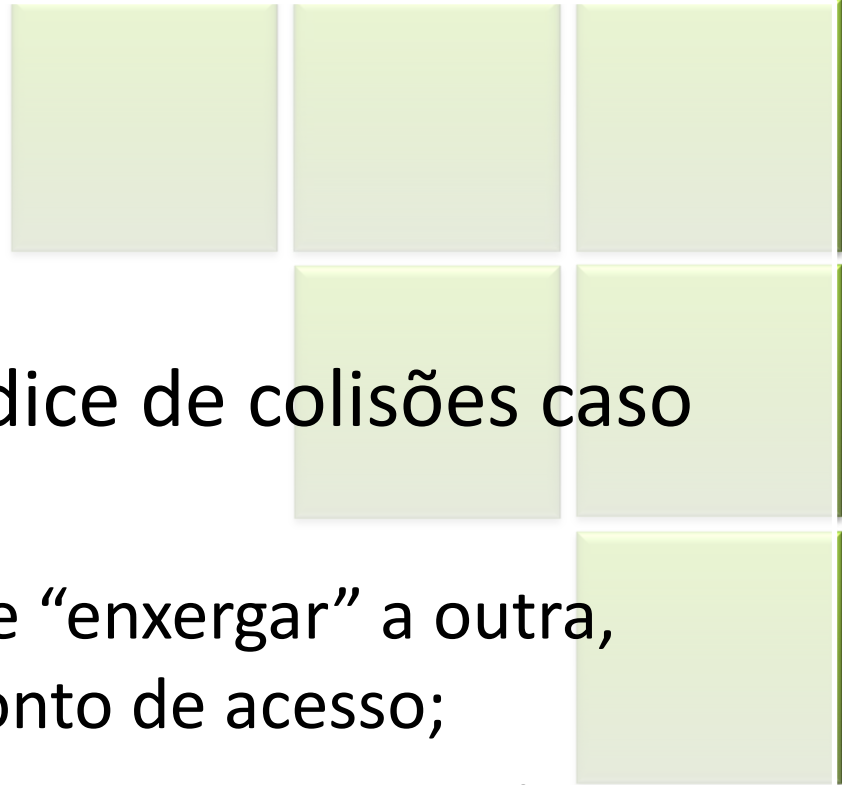 dice de colisões caso
e “enxergar” a outra,
onto de acesso;